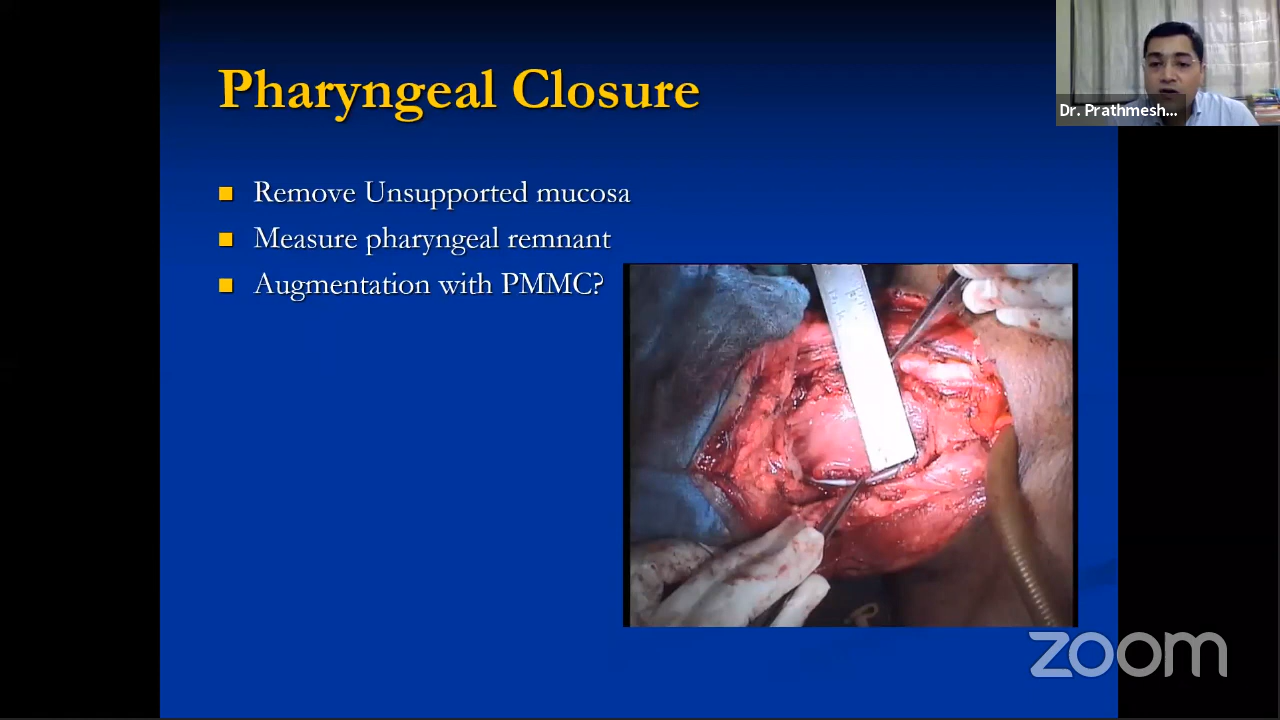 Pharyngeal Closure
Remove Unsupported mucosa
Measure pharyngeal remnant
Augmentation with PMMC?
Dr. Prathmesh...
zoom